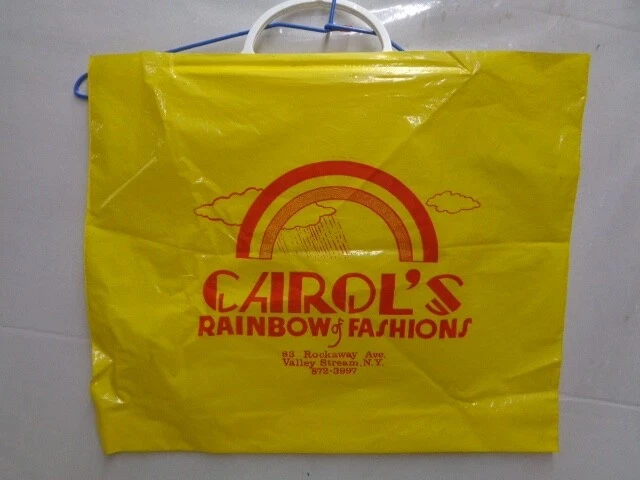 CAROL'S
RAINBOW of FASHIONS
83 Rockaway Ave.
Valley Stream, N.Y.
872-3997